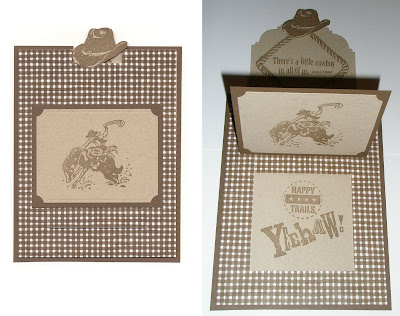 There's a little cowboy
in all of us
HAPPY
TRAILS
Yeehaw!